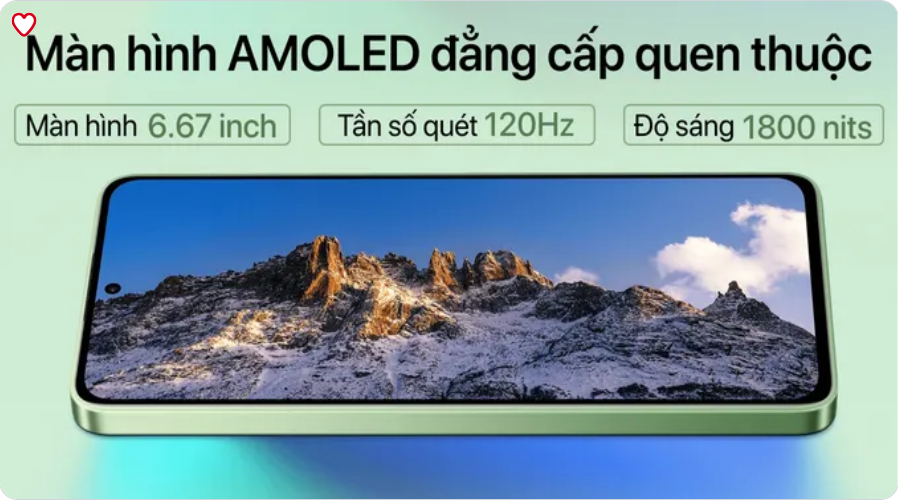 Màn hình AMOLED đẳng cấp quen thuộc
Màn hình 6.67 inch Tần số quét 120Hz Độ sáng 1800 nits